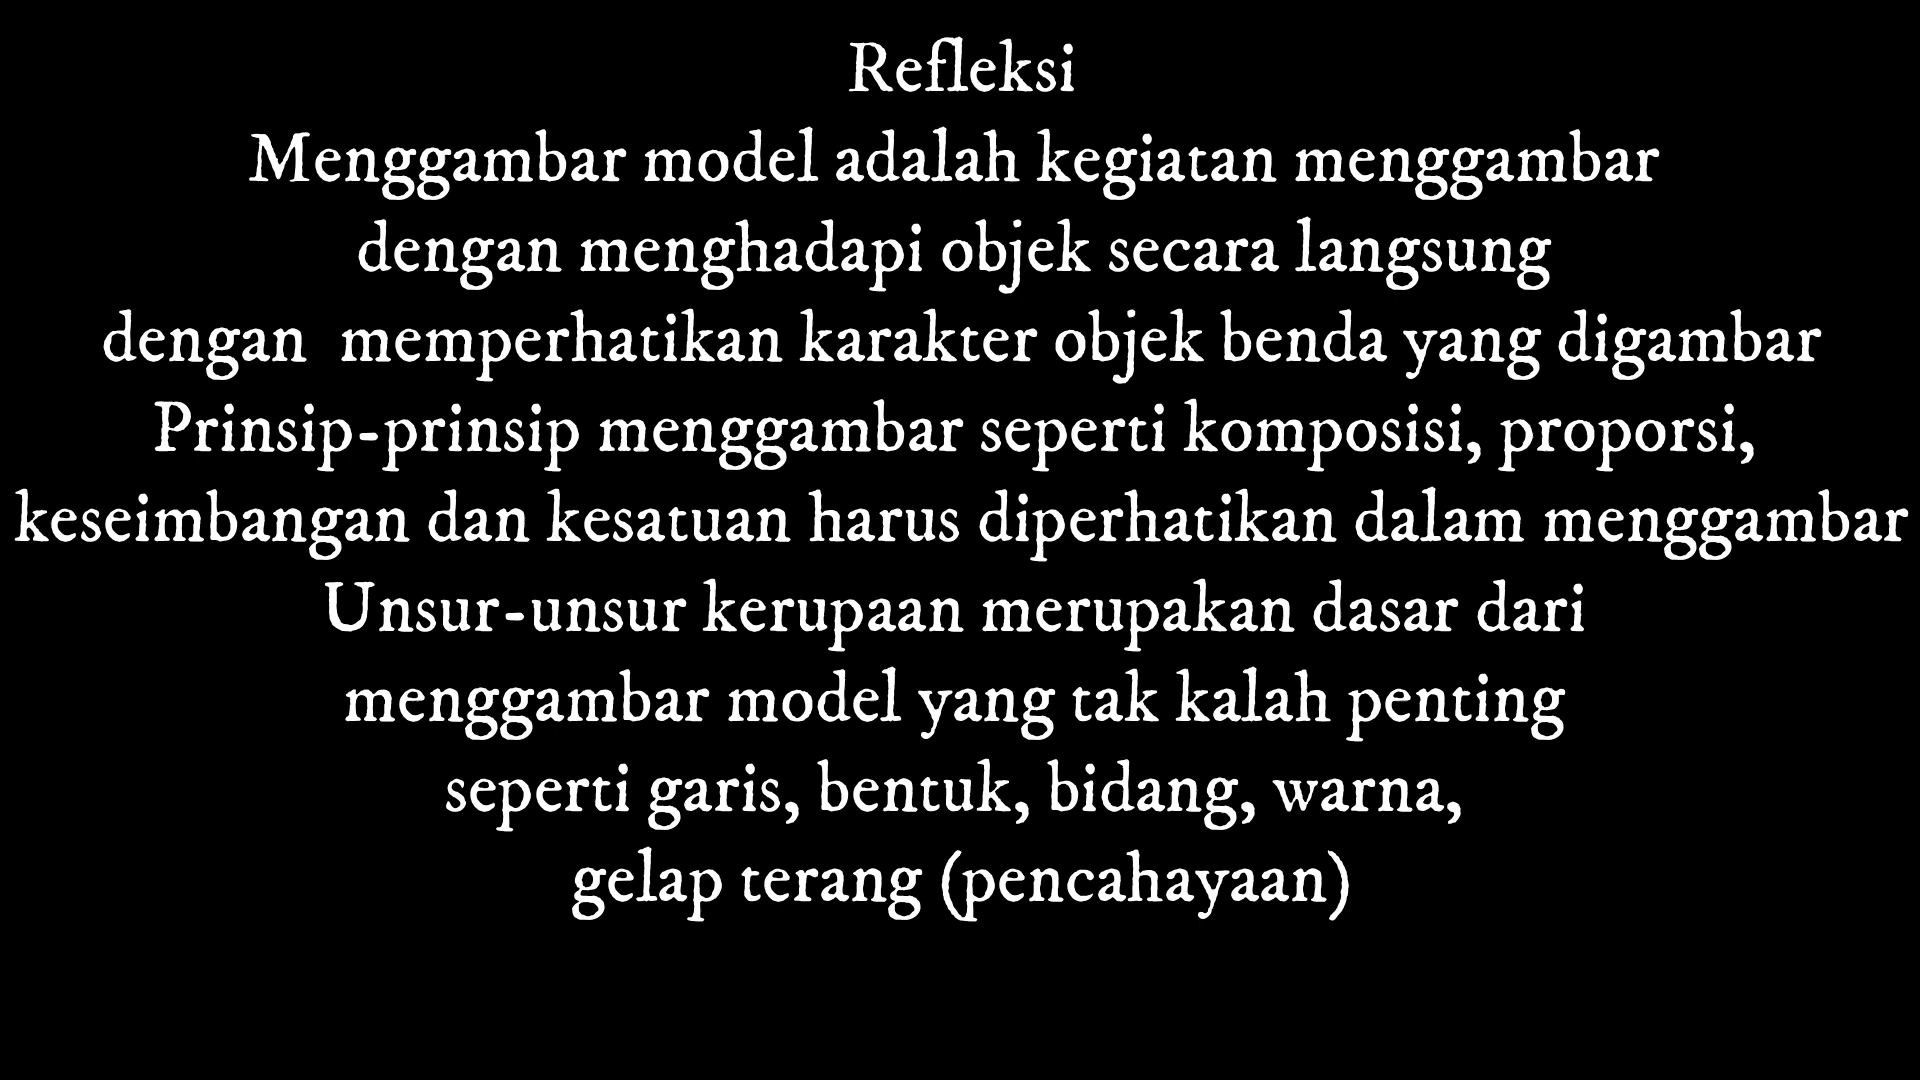 Refleksi
Menggambar model adalah kegiatan menggambar
dengan menghadapi objek secara langsung
dengan  memperhatikan karakter objek benda yang digambar
Prinsip-prinsip menggambar seperti komposisi, proporsi,
keseimbangan dan kesatuan harus diperhatikan dalam menggambar
Unsur-unsur kerupaan merupakan dasar dari
menggambar model yang tak kalah penting
seperti garis, bentuk, bidang, warna,
gelap terang (pencahayaan)